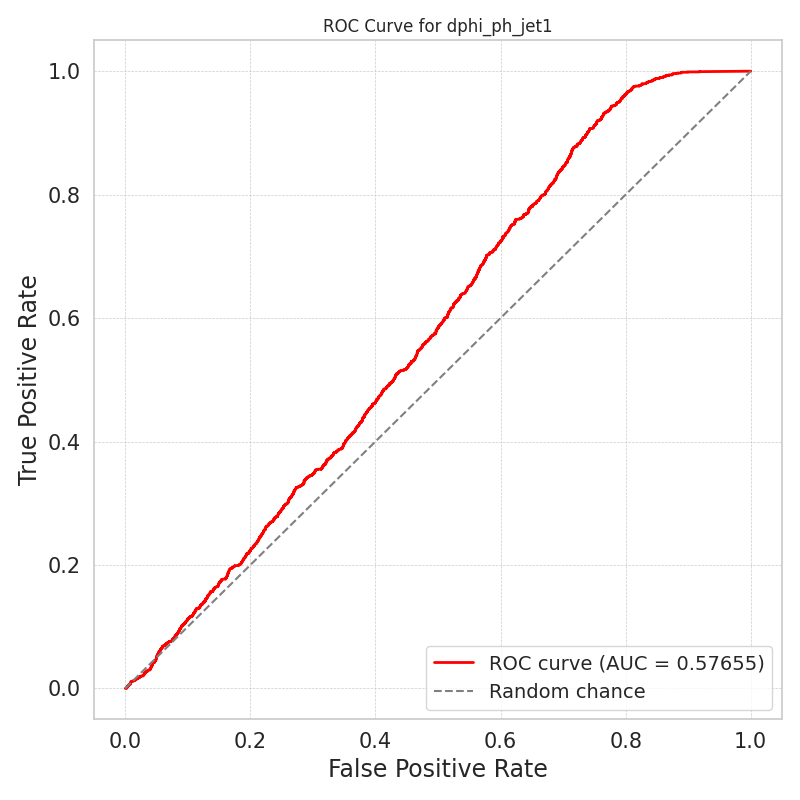 ROC Curve for dphi_ph_jet1
True Positive Rate
1.0
0.8
0.6
0.4
0.2
0.0
ROC curve (AUC = 0.57655)
Random chance
0.0 0.2 0.4 0.6 0.8 1.0
False Positive Rate